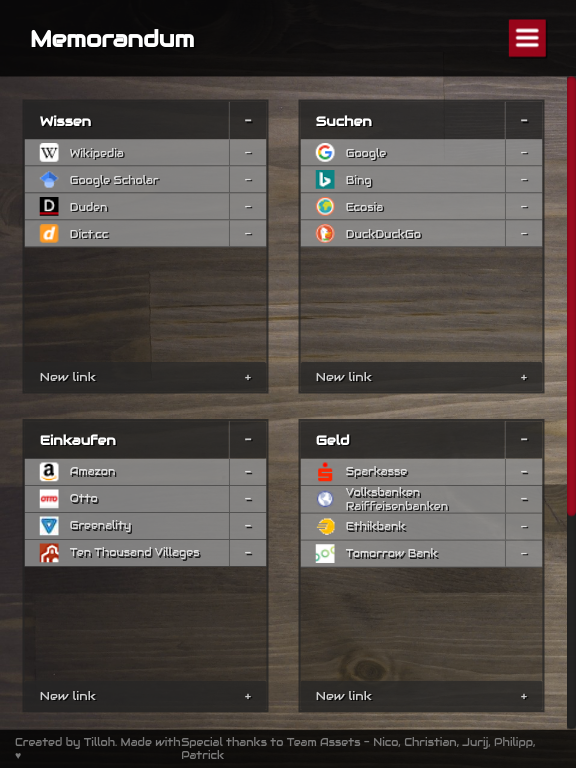 Memorandum
Wissen -
Wikipedia -
Google Scholar -
Duden -
Dict.cc -
New link +
Suchen -
Google -
Bing -
Ecosia -
DuckDuckGo -
New link +
Einkaufen -
Amazon -
Otto -
Greenality -
Ten Thousand Villages -
New link +
Geld -
Sparkasse -
Volksbanken
Raiffeisenbanken -
Ethikbank -
Tomorrow Bank -
New link +
Created by Tilloh. Made with
♥
Special thanks to Team Assets - Nico, Christian, Jurij, Philipp,
Patrick